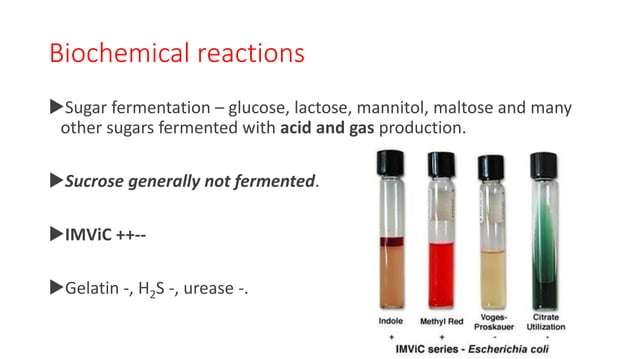 Biochemical reactions
▶Sugar fermentation – glucose, lactose, mannitol, maltose and many
other sugars fermented with acid and gas production.
▶Sucrose generally not fermented.
▶IMViC ++--
▶Gelatin -, H₂S -, urease -.
Indole Methyl Red Voges-Proskauer Citrate Utilization
+ + - -
IMViC series - Escherichia coli